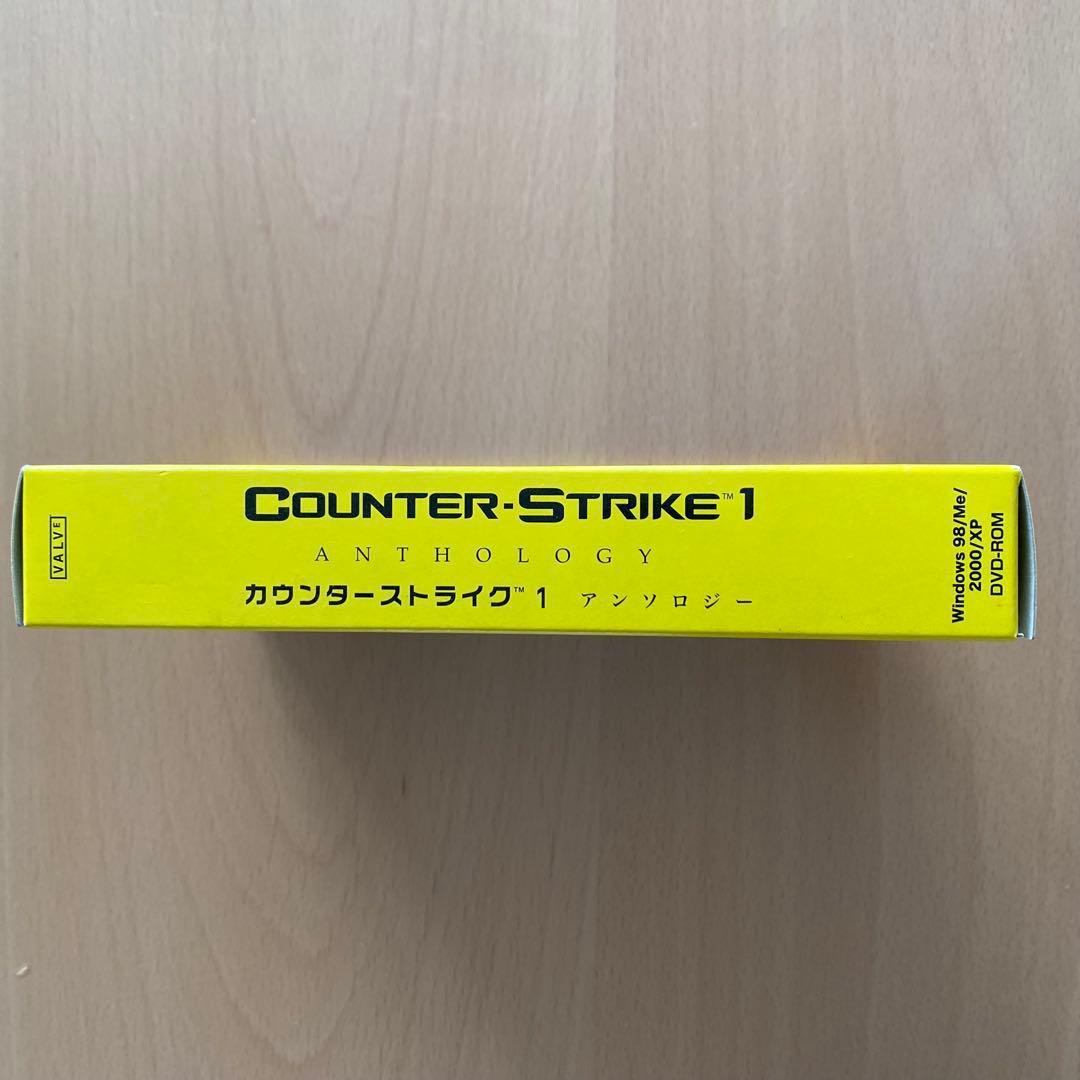 VALVE
COUNTER-STRIKE™ 1
ANTHOLOGY
カウンターストライク™ 1 アンソロジー
Windows 98/Me/
2000/XP
DVD-ROM